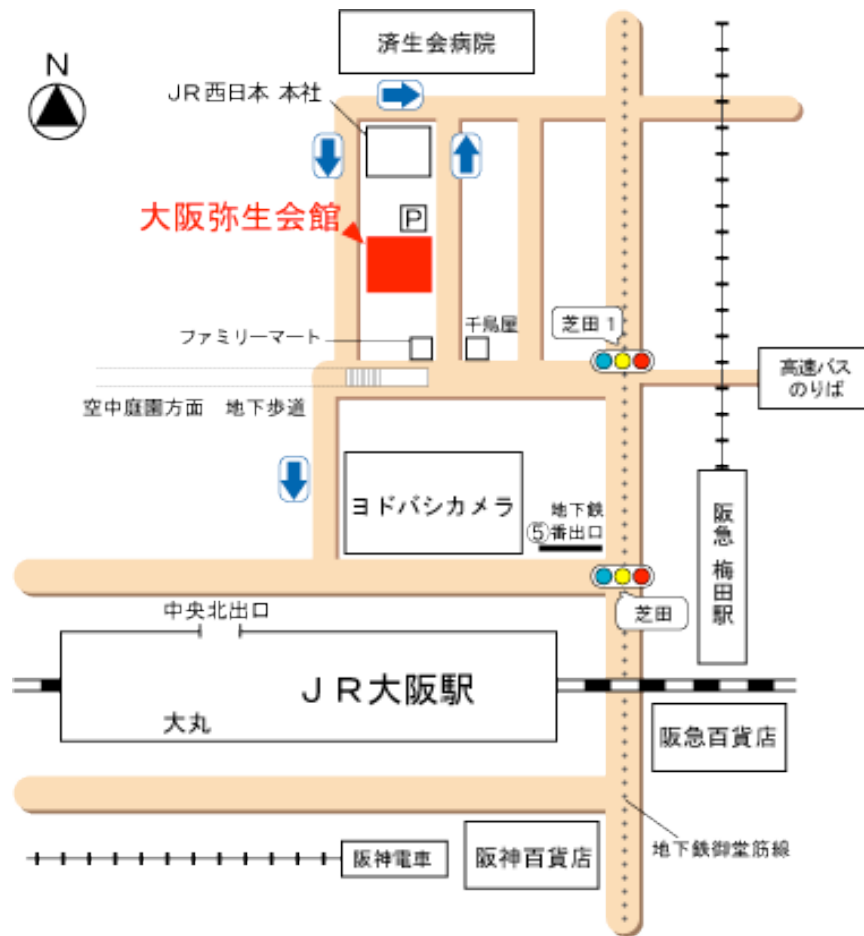 済生会病院
N
JR西日本 本社
P
大阪弥生会館
千鳥屋
芝田1
ファミリーマート
高速バス
のりば
空中庭園方面 地下歩道
ヨドバシカメラ
地下鉄
⑤番出口
阪急 梅田駅
中央北出口
芝田
JR大阪駅
大丸
阪急百貨店
阪神電車
阪神百貨店
地下鉄御堂筋線